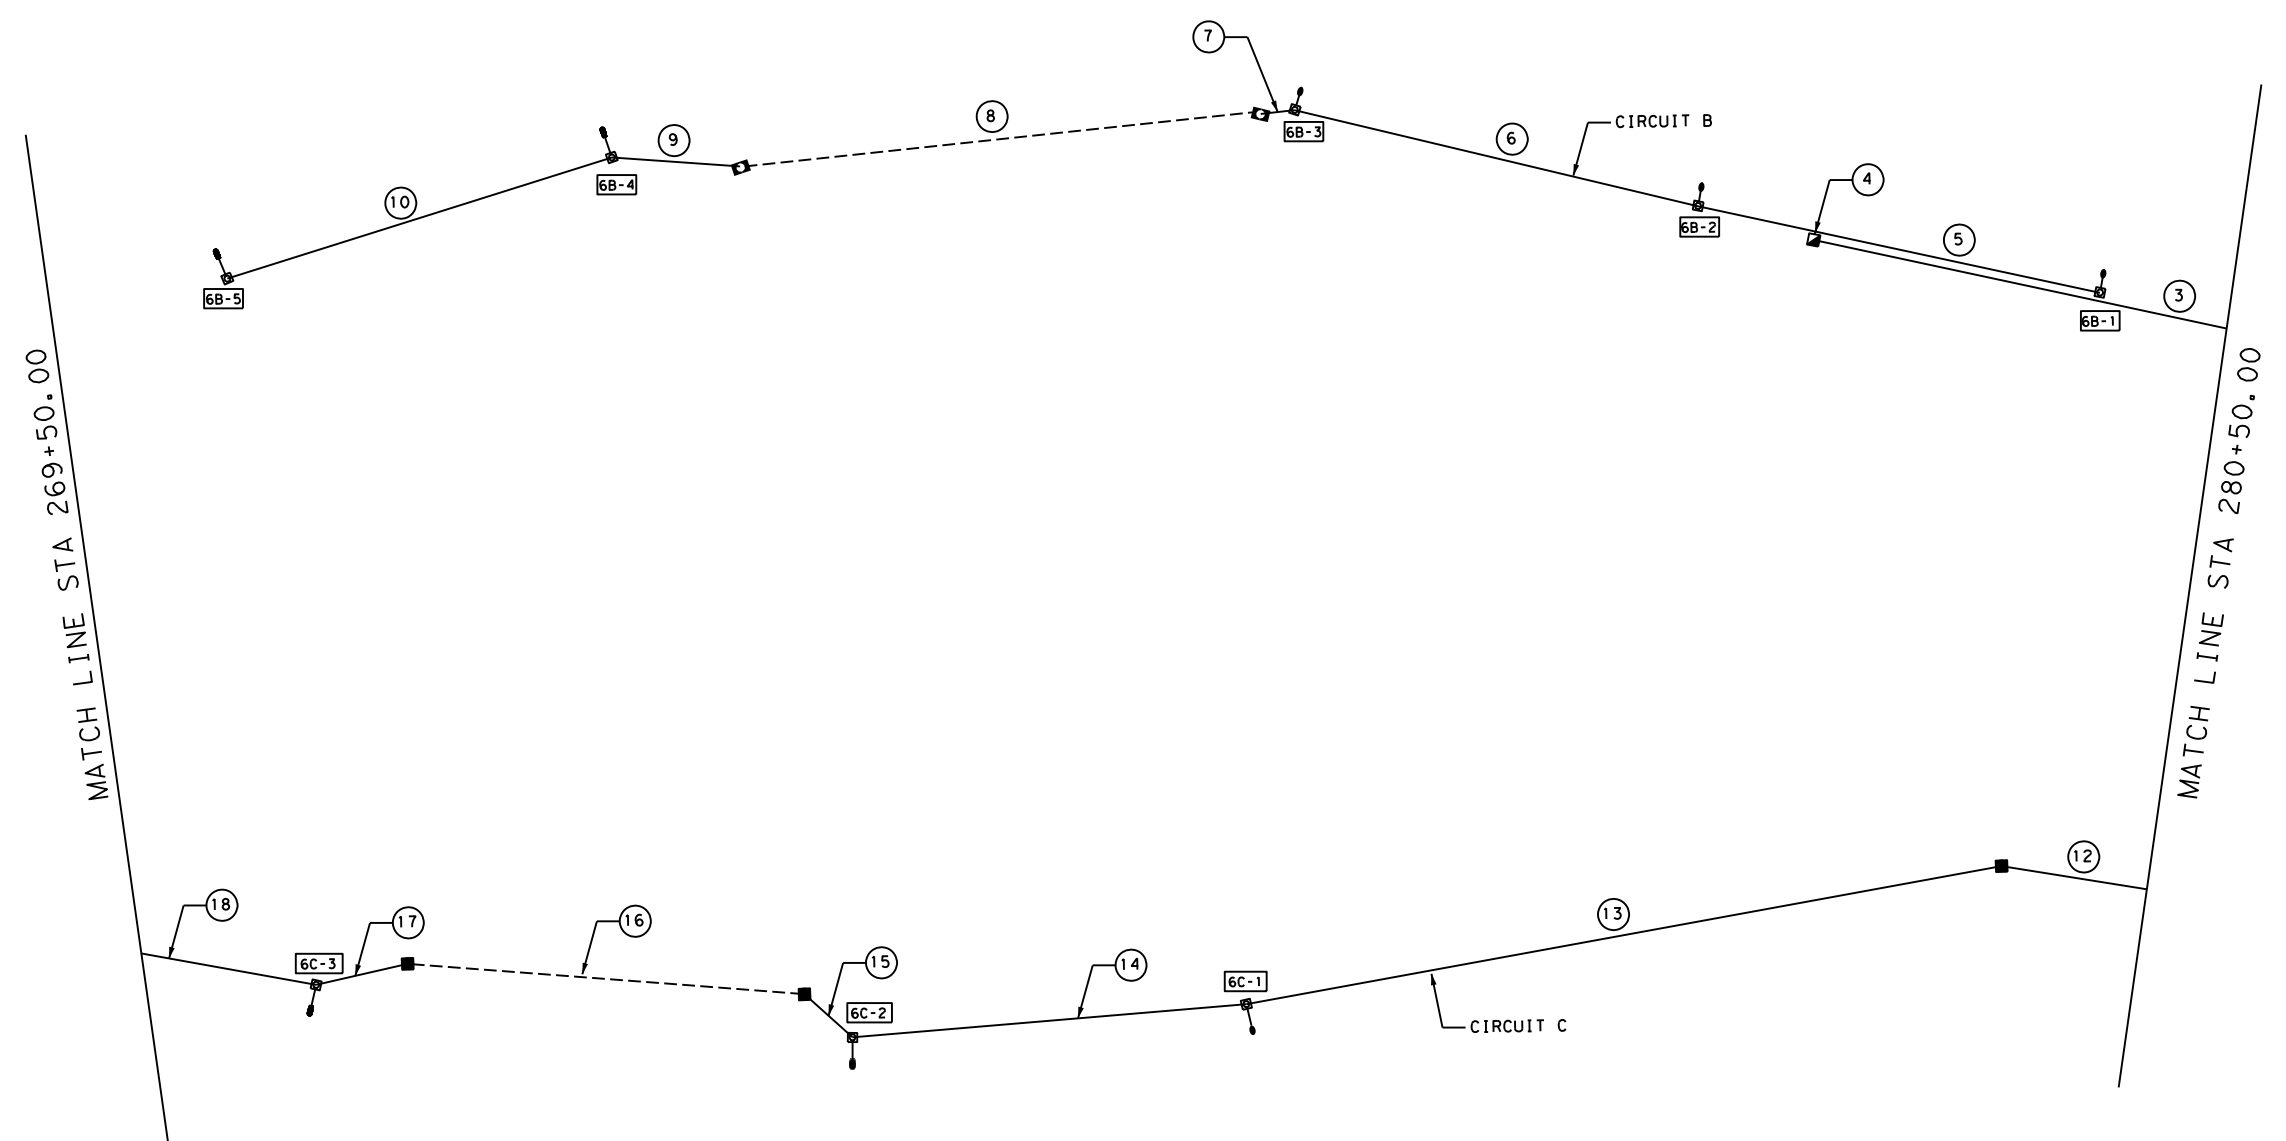 7
CIRCUIT B
8
9
6
6B-3
4
6B-4
10
6B-2
5
6B-5
3
6B-1
MATCH LINE STA 269+50.00
MATCH LINE STA 280+50.00
12
18
17
16
13
6C-3
15
14
6C-1
6C-2
CIRCUIT C